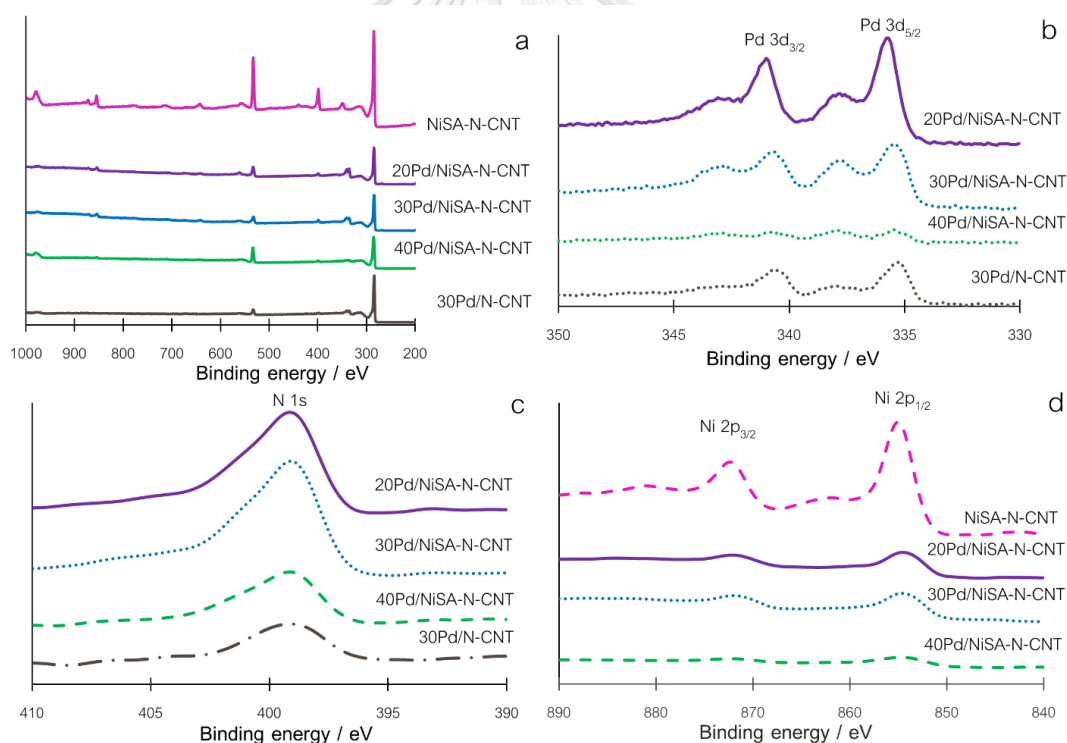 a
NiSA-N-CNT
20Pd/NiSA-N-CNT
30Pd/NiSA-N-CNT
40Pd/NiSA-N-CNT
30Pd/N-CNT
1000 900 800 700 600 500 400 300 200
Binding energy / eV
b
Pd 3d3/2 Pd 3d5/2
20Pd/NiSA-N-CNT
30Pd/NiSA-N-CNT
40Pd/NiSA-N-CNT
30Pd/N-CNT
350 345 340 335 330
Binding energy / eV
c
N 1s
20Pd/NiSA-N-CNT
30Pd/NiSA-N-CNT
40Pd/NiSA-N-CNT
30Pd/N-CNT
410 405 400 395 390
Binding energy / eV
d
Ni 2p3/2 Ni 2p1/2
NiSA-N-CNT
20Pd/NiSA-N-CNT
30Pd/NiSA-N-CNT
40Pd/NiSA-N-CNT
890 880 870 860 850 840
Binding energy / eV